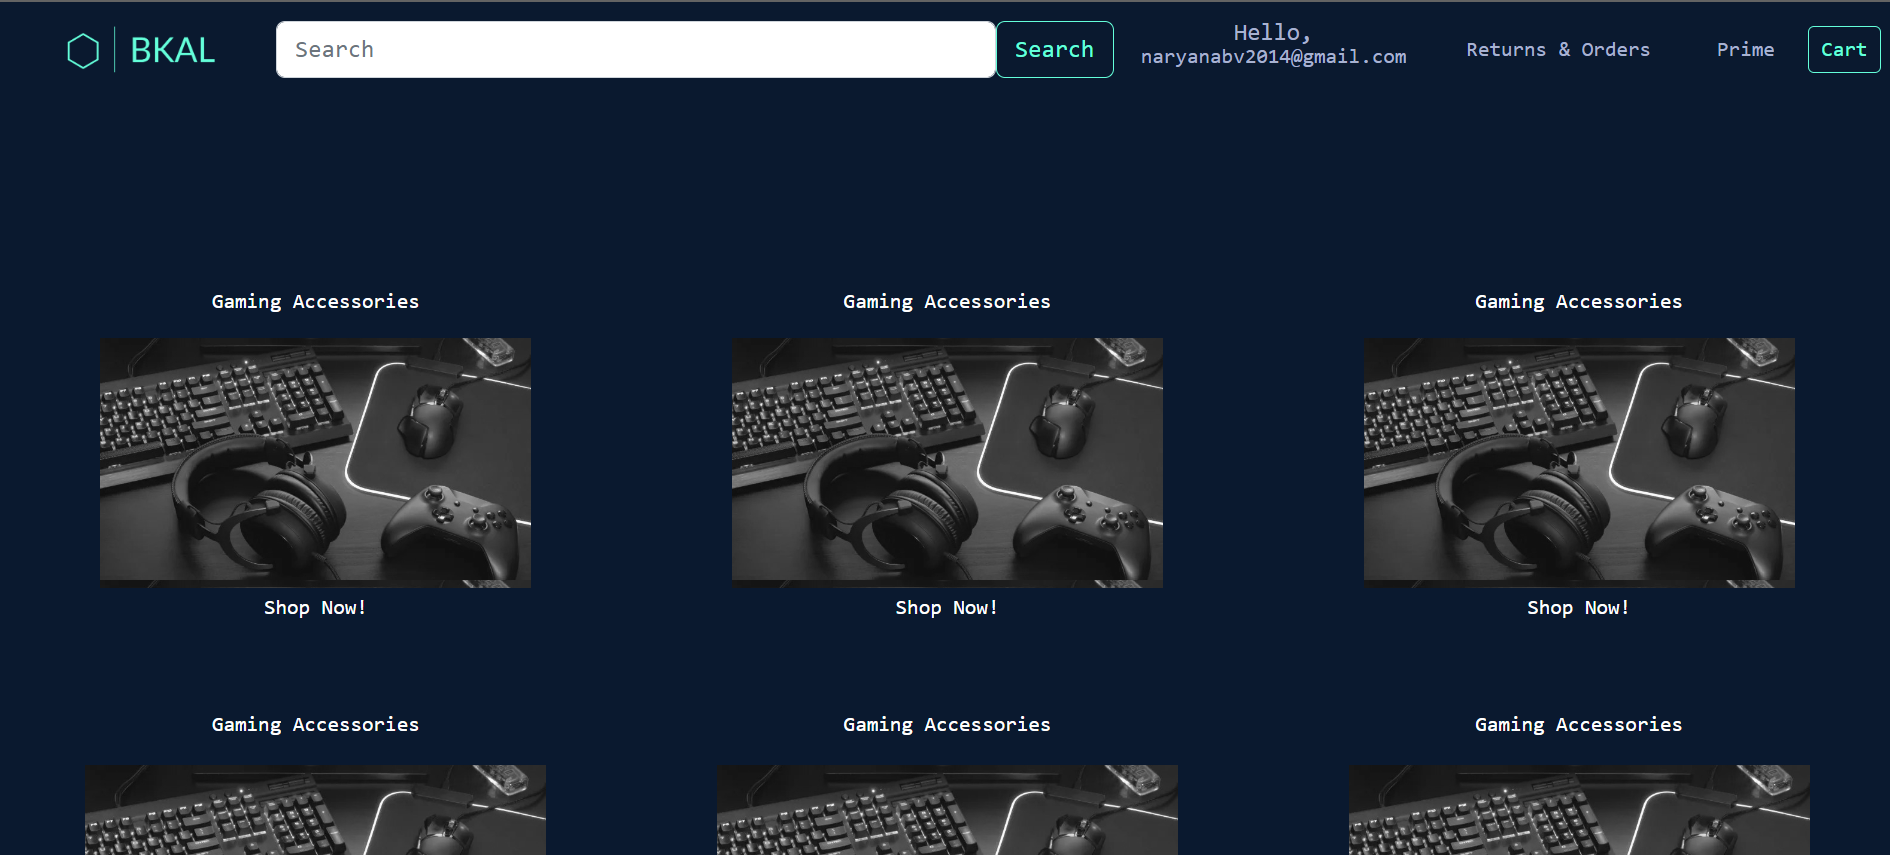 BKAL
Search
Search
Hello,
naryanabv2014@gmail.com
Returns & Orders
Prime
Cart
Gaming Accessories
Gaming Accessories
Gaming Accessories
Shop Now!
Shop Now!
Shop Now!
Gaming Accessories
Gaming Accessories
Gaming Accessories